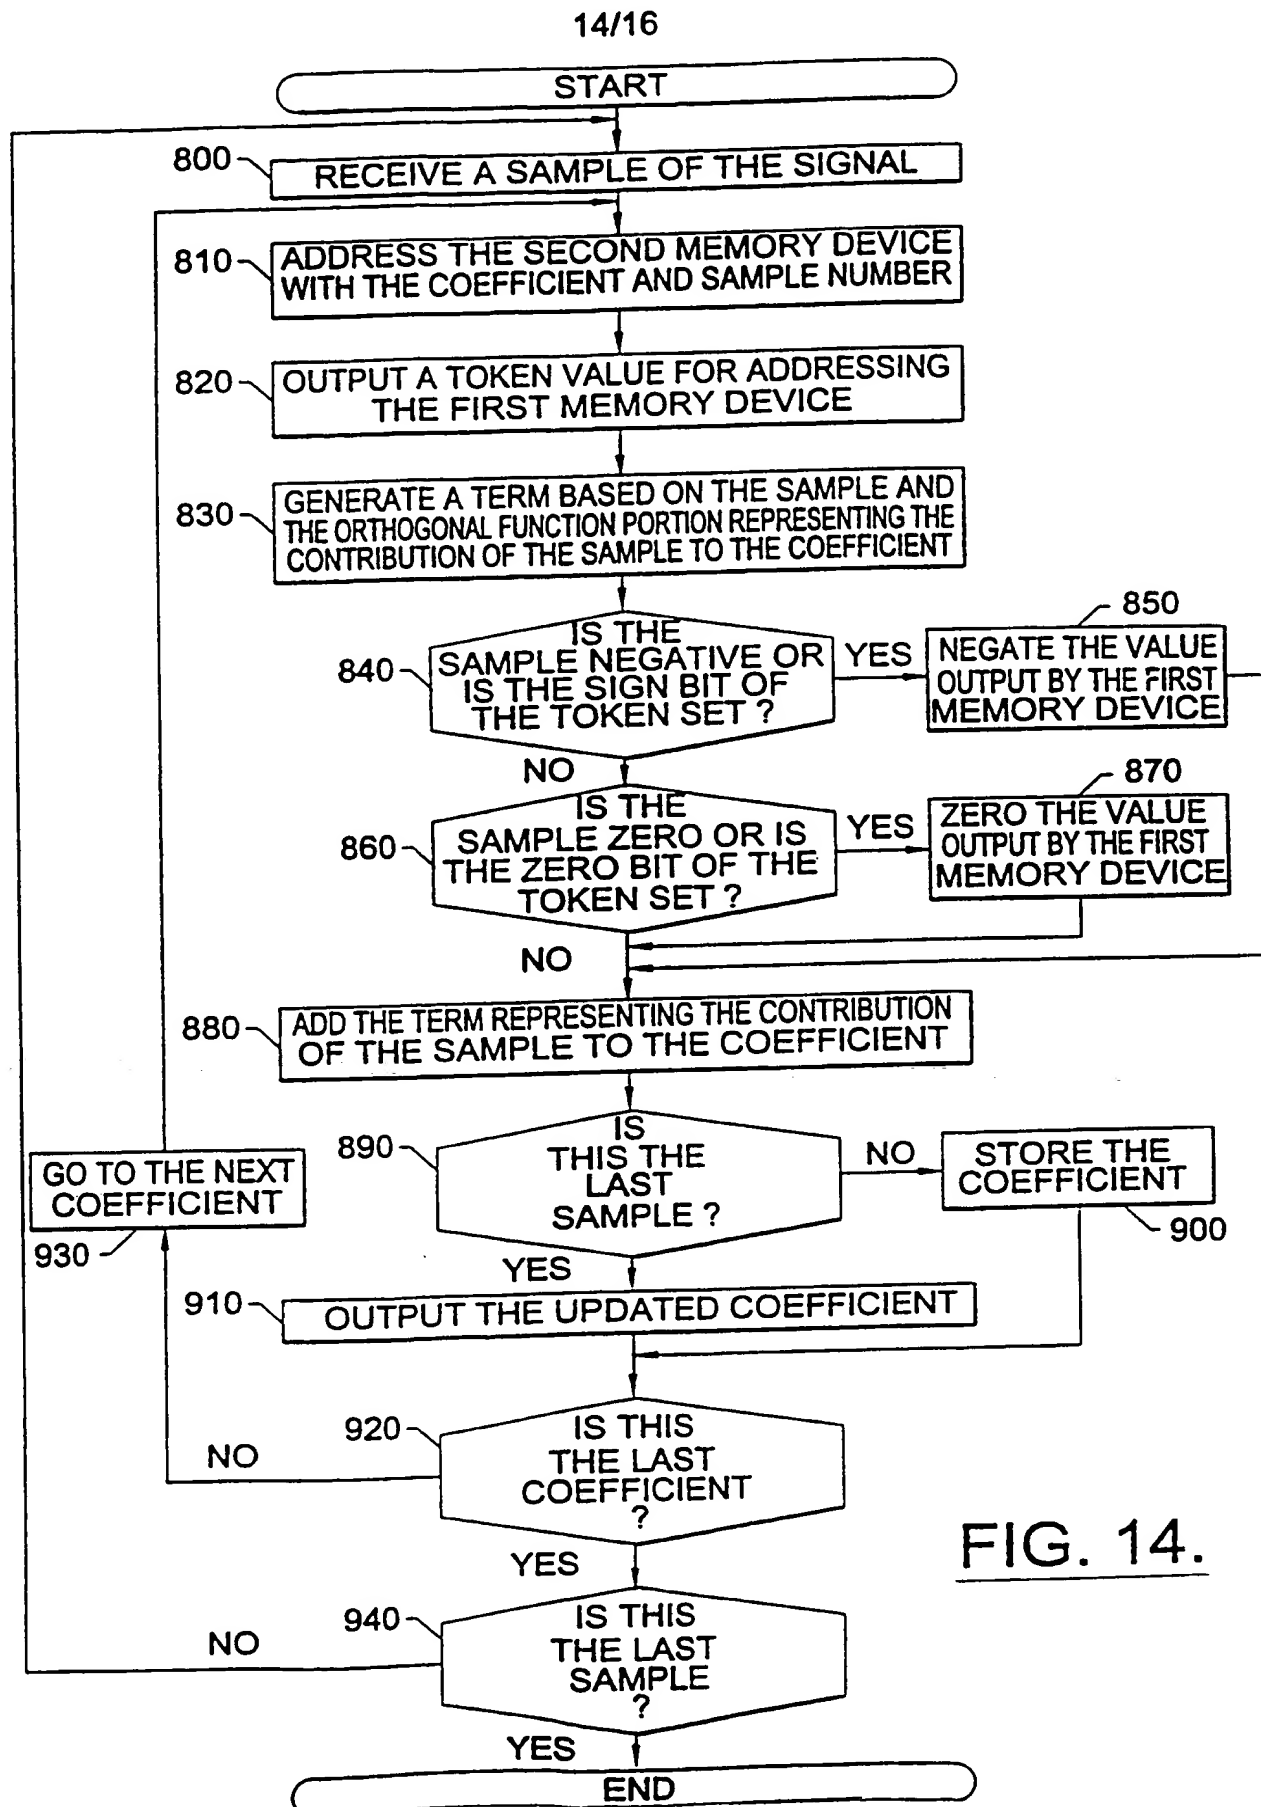 14/16
START
800
RECEIVE A SAMPLE OF THE SIGNAL
810
ADDRESS THE SECOND MEMORY DEVICE
WITH THE COEFFICIENT AND SAMPLE NUMBER
820
OUTPUT A TOKEN VALUE FOR ADDRESSING
THE FIRST MEMORY DEVICE
830
GENERATE A TERM BASED ON THE SAMPLE AND
THE ORTHOGONAL FUNCTION PORTION REPRESENTING THE
CONTRIBUTION OF THE SAMPLE TO THE COEFFICIENT
840
IS THE
SAMPLE NEGATIVE OR
IS THE SIGN BIT OF
THE TOKEN SET ?
YES
850
NEGATE THE VALUE
OUTPUT BY THE FIRST
MEMORY DEVICE
NO
860
IS THE
SAMPLE ZERO OR IS
THE ZERO BIT OF THE
TOKEN SET ?
YES
870
ZERO THE VALUE
OUTPUT BY THE FIRST
MEMORY DEVICE
NO
880
ADD THE TERM REPRESENTING THE CONTRIBUTION
OF THE SAMPLE TO THE COEFFICIENT
890
IS
THIS THE
LAST
SAMPLE ?
NO
STORE THE
COEFFICIENT
900
GO TO THE NEXT
COEFFICIENT
930
YES
910
OUTPUT THE UPDATED COEFFICIENT
920
IS THIS
THE LAST
COEFFICIENT
?
NO
YES
FIG. 14.
940
IS THIS
THE LAST
SAMPLE
?
NO
YES
END